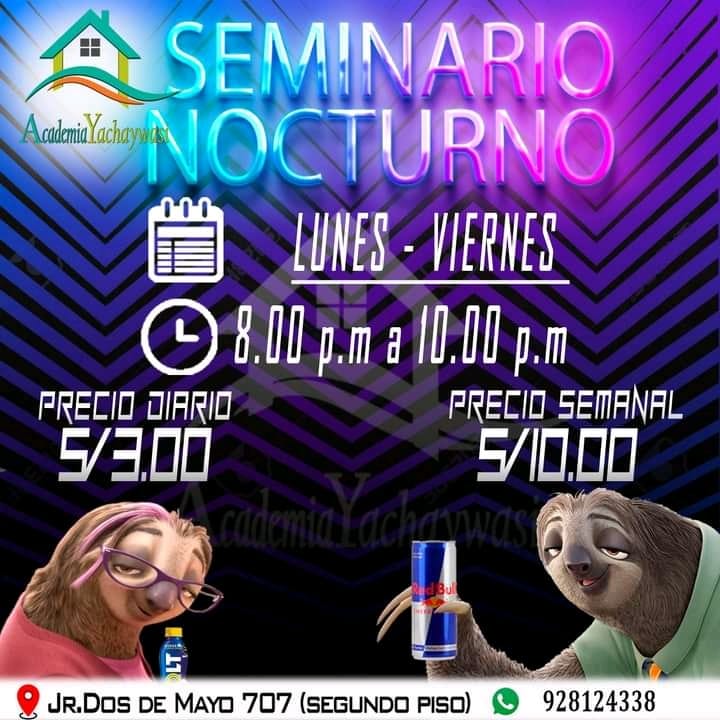 SEMINARIO
NOCTURNO
AcademiaYachaywasi
LUNES - VIERNES
8.00 p.m a 10.00 p.m
PRECIO DIARIO
S/3.00
PRECIO SEMANAL
S/10.00
AcademiaYachaywasi
Red Bull
LT
JR.DOS DE MAYO 707 (SEGUNDO PISO)
928124338